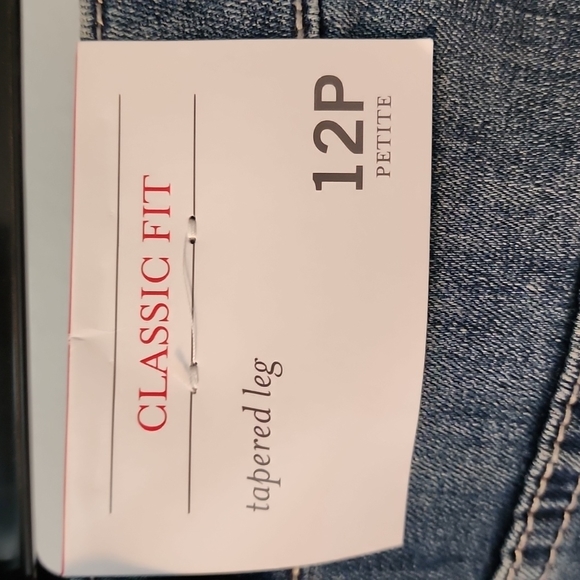 CLASSIC FIT
tapered leg
12P
PETITE